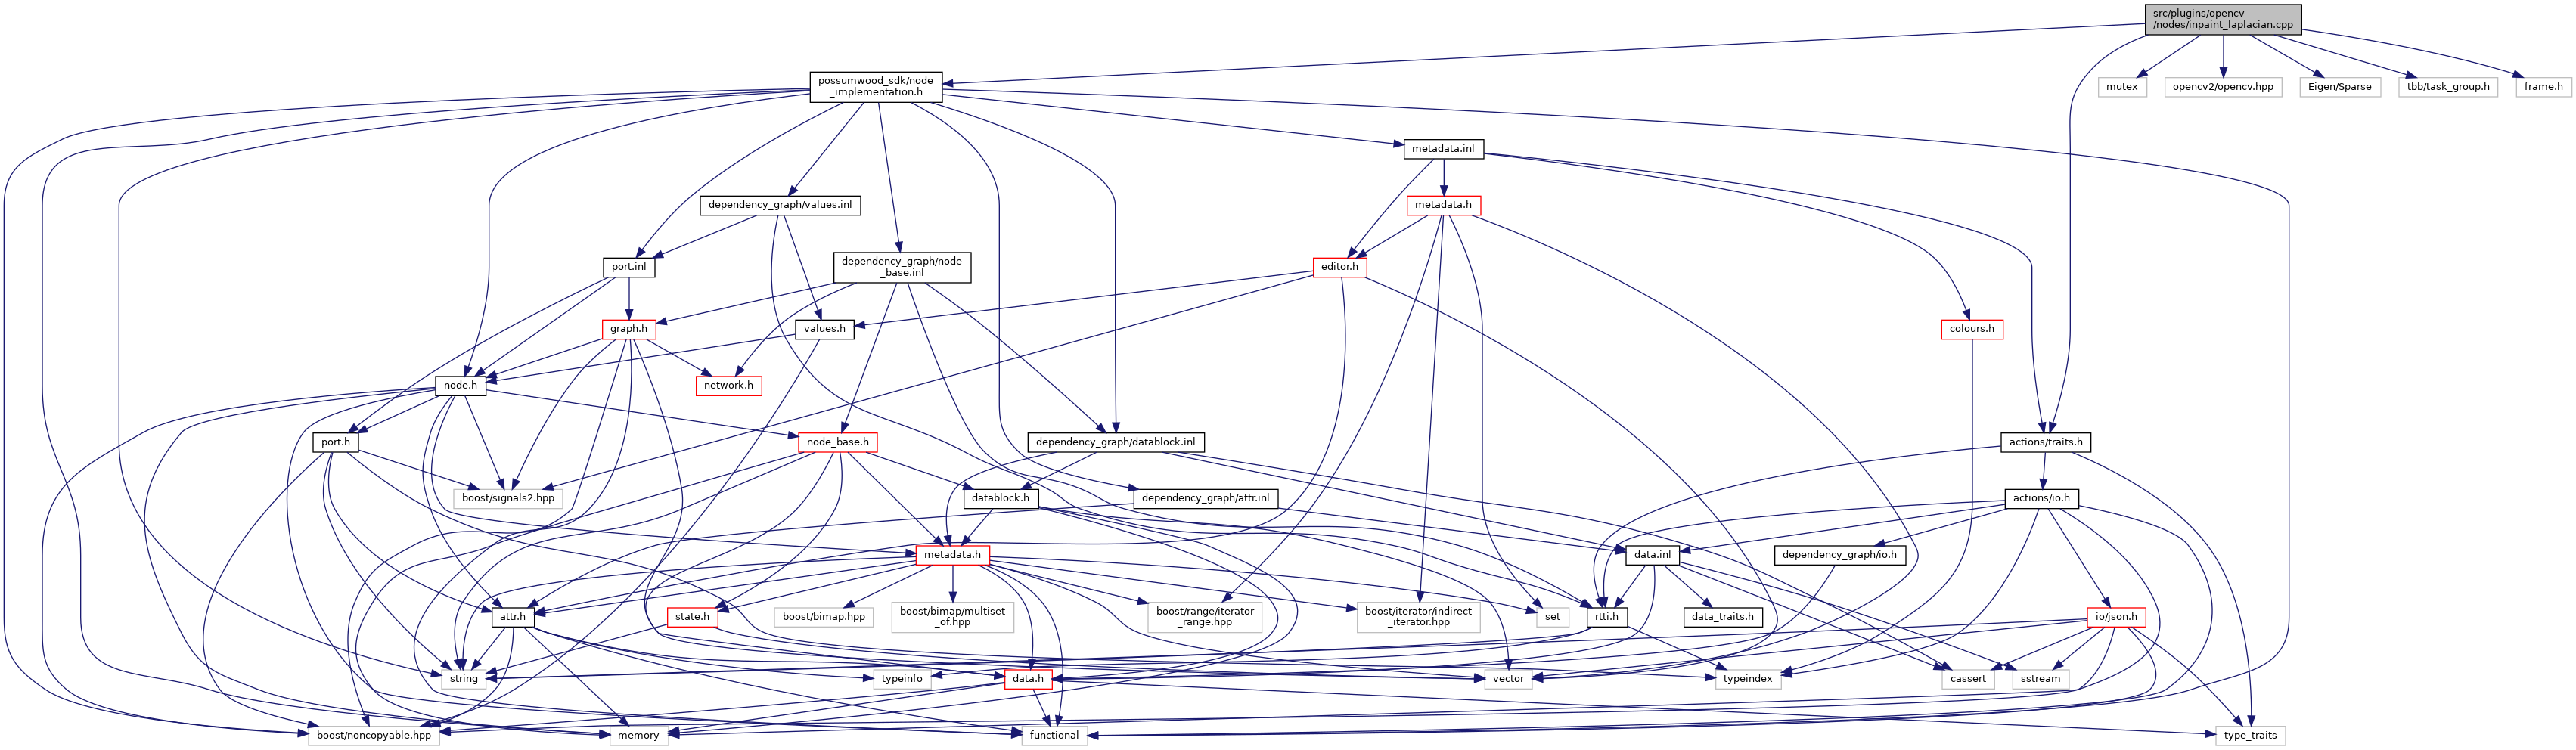 src/plugins/opencv
/nodes/inpaint_laplacian.cpp
possumwood_sdk/node
_implementation.h
mutex
opencv2/opencv.hpp
Eigen/Sparse
tbb/task_group.h
frame.h
metadata.inl
dependency_graph/values.inl
metadata.h
port.inl
dependency_graph/node
_base.inl
editor.h
graph.h
values.h
colours.h
node.h
network.h
port.h
node_base.h
dependency_graph/datablock.inl
actions/traits.h
boost/signals2.hpp
datablock.h
dependency_graph/attr.inl
actions/io.h
metadata.h
data.inl
dependency_graph/io.h
attr.h
state.h
boost/bimap.hpp
boost/bimap/multiset
_of.hpp
boost/range/iterator
_range.hpp
boost/iterator/indirect
_iterator.hpp
set
rtti.h
data_traits.h
io/json.h
string
typeinfo
data.h
vector
typeindex
cassert
sstream
boost/noncopyable.hpp
memory
functional
type_traits